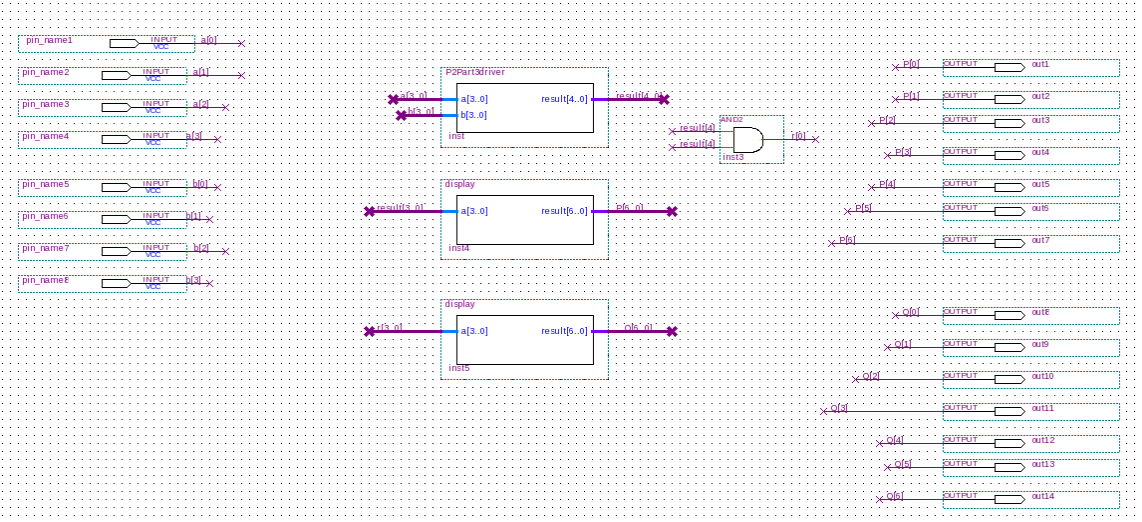 pin_name1 INPUT VCC a[0]
pin_name2 INPUT VCC a[1]
pin_name3 INPUT VCC a[2]
pin_name4 INPUT VCC a[3]
pin_name5 INPUT VCC b[0]
pin_name6 INPUT VCC b[1]
pin_name7 INPUT VCC b[2]
pin_name8 INPUT VCC b[3]
P2Part3driver
a[3..0] a[3..0] result[4..0] result[4..0]
b[3..0] b[3..0]
inst
AND2
result[4]
result[4]
r[0]
inst3
display
result[3..0] a[3..0] result[6..0] P[6..0]
inst4
display
r[3..0] a[3..0] result[6..0] Q[6..0]
inst5
P[0] OUTPUT out1
P[1] OUTPUT out2
P[2] OUTPUT out3
P[3] OUTPUT out4
P[4] OUTPUT out5
P[5] OUTPUT out6
P[6] OUTPUT out7
Q[0] OUTPUT out8
Q[1] OUTPUT out9
Q[2] OUTPUT out10
Q[3] OUTPUT out11
Q[4] OUTPUT out12
Q[5] OUTPUT out13
Q[6] OUTPUT out14